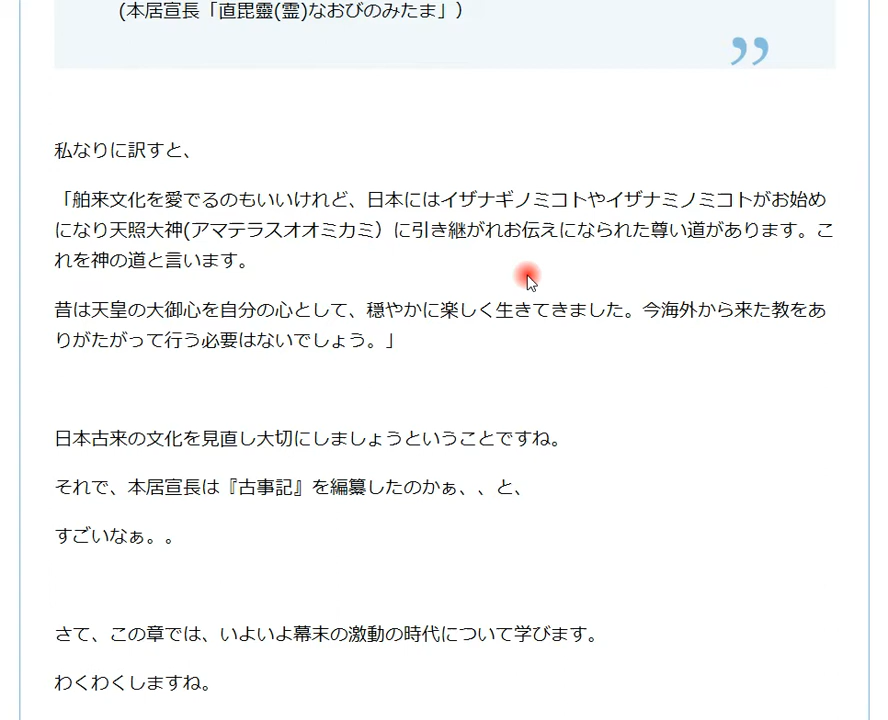 (本居宣長「直毘靈(霊)なおびのみたま」)
私なりに訳すと、
「舶来文化を愛でるのもいいけれど、日本にはイザナギノミコトやイザナミノミコトがお始め
になり天照大神(アマテラスオオミカミ）に引き継がれお伝えになられた尊い道があります。こ
れを神の道と言います。
昔は天皇の大御心を自分の心として、穏やかに楽しく生きてきました。今海外から来た教をあ
りがたがって行う必要はないでしょう。」
日本古来の文化を見直し大切にしましょうということですね。
それで、本居宣長は『古事記』を編纂したのかぁ、、と、
すごいなぁ。。
さて、この章では、いよいよ幕末の激動の時代について学びます。
わくわくしますね。